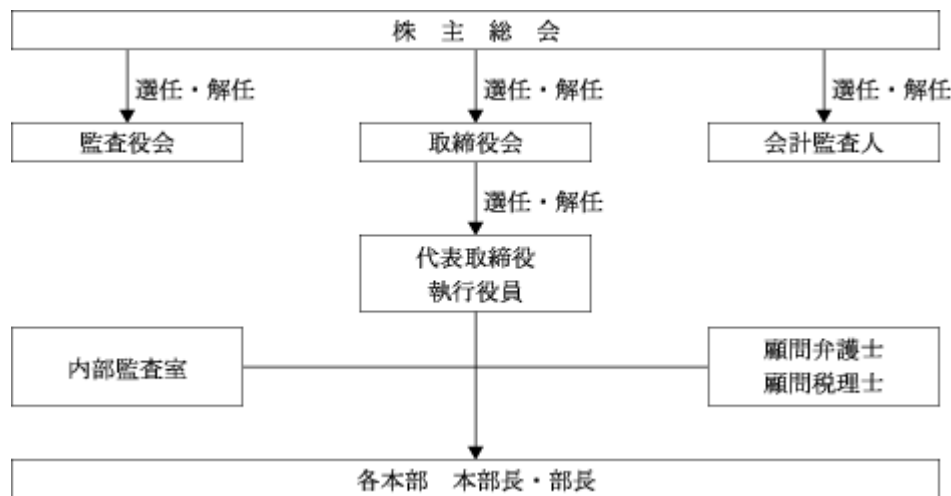 株 主 総 会
選任・解任 選任・解任 選任・解任
監査役会 取締役会 会計監査人
選任・解任
代表取締役
執行役員
内部監査室
顧問弁護士
顧問税理士
各本部 本部長・部長